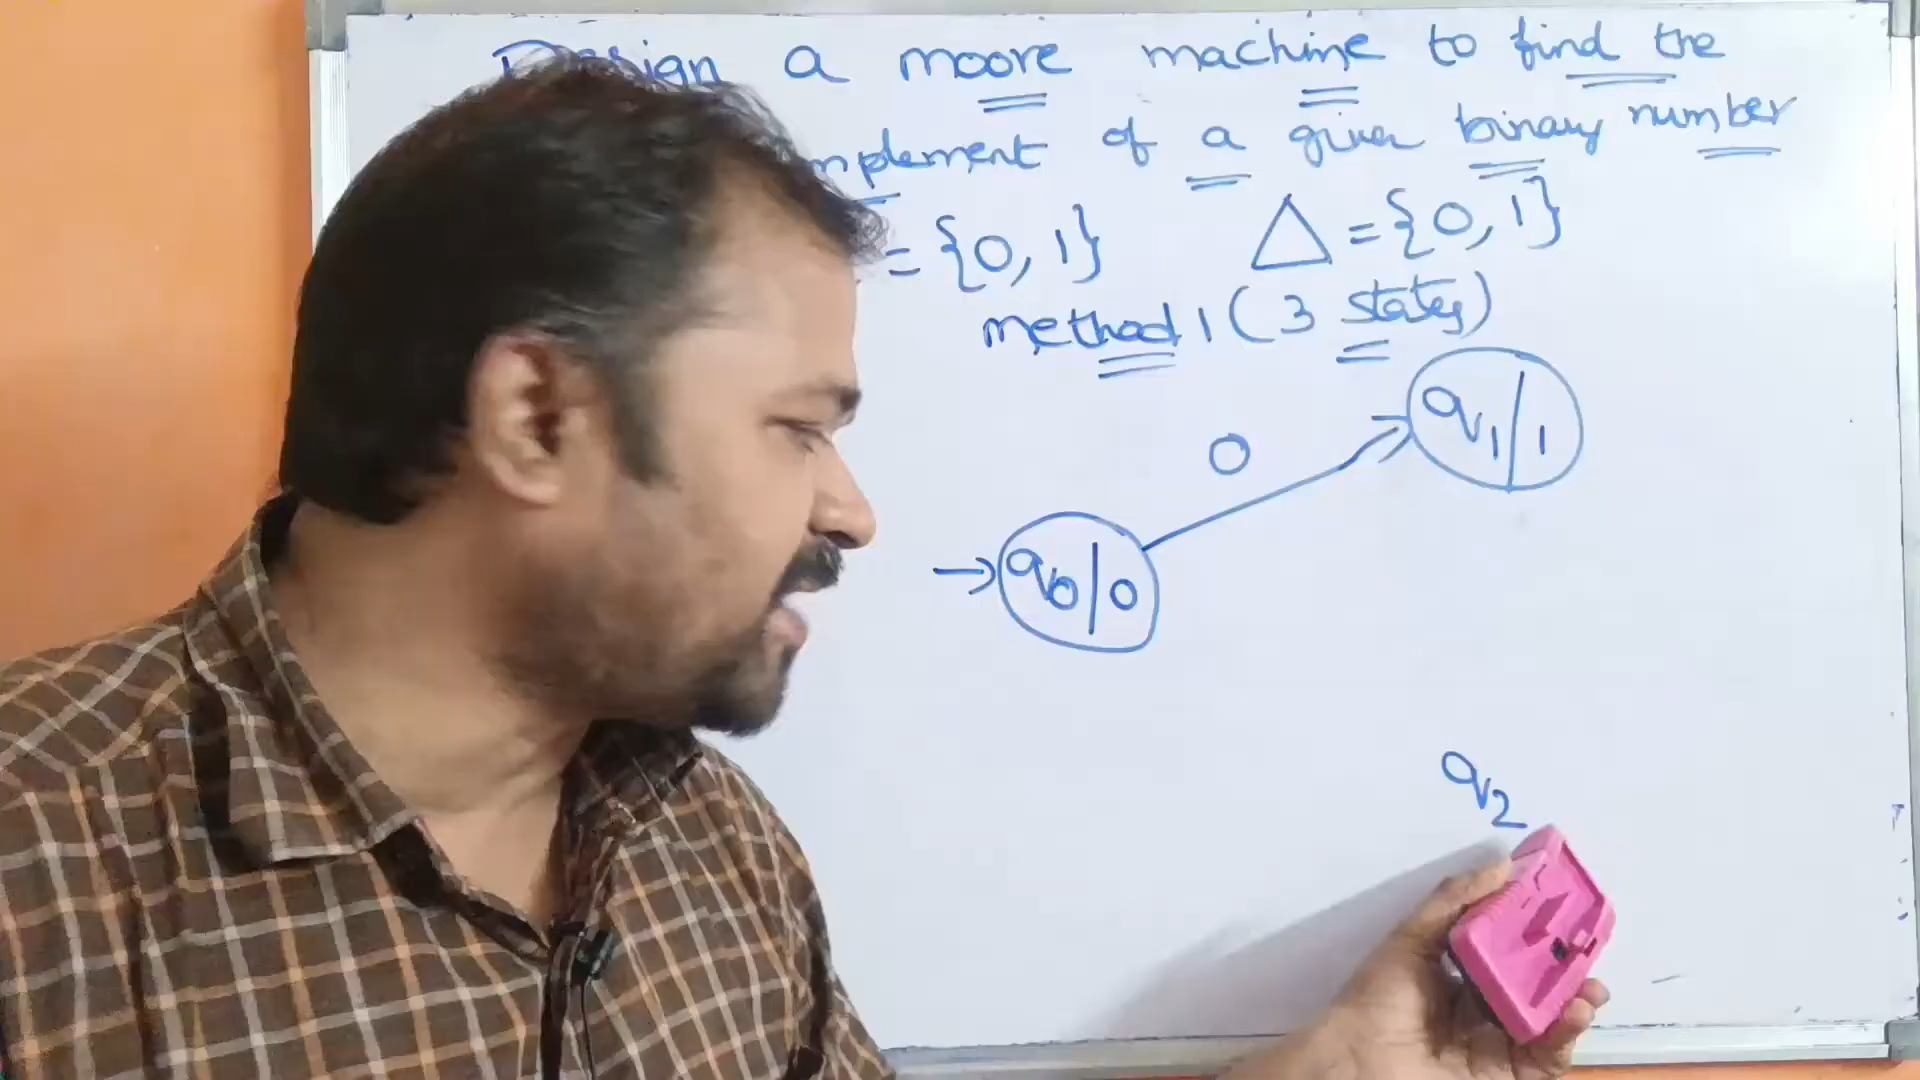 Design a moore machine to find the
of a given binary number
= {0, 1} △ = {0, 1}
method 1 ( 3 states)
q1/1
0
→ q0/0
q2